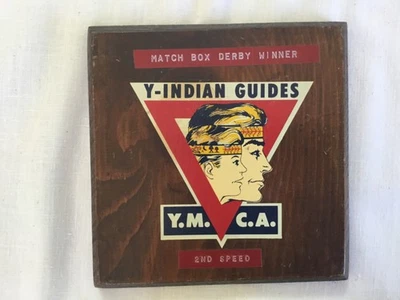 MATCH BOX DERBY WINNER
Y-INDIAN GUIDES
Y.M. C.A.
2ND SPEED